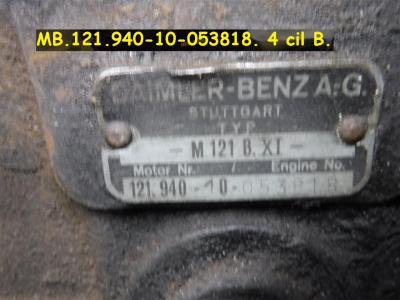 MB.121.940-10-053818. 4 cil B.
DAIMLER-BENZ A.G.
STUTTGART
TYP
- M 121 B.XI -
Motor Nr. / Engine No.
121.940 -10-053818